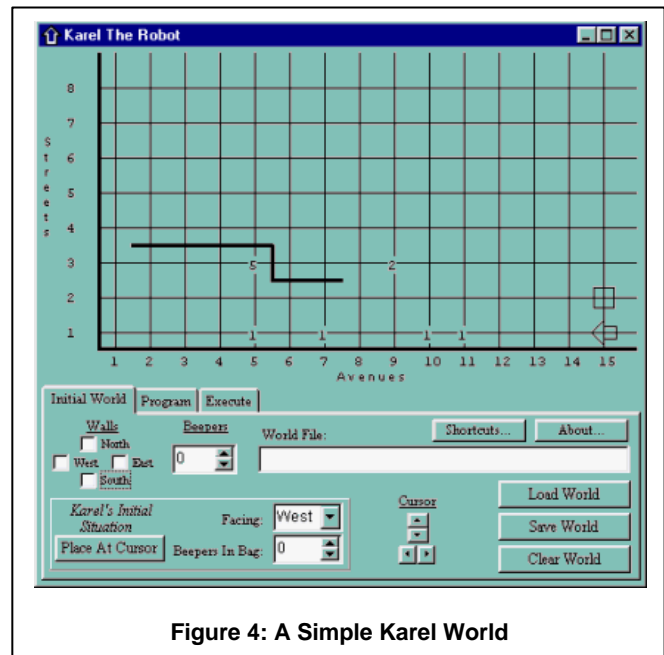 Karel The Robot
8
7
6
5
4
3
2
1
Streets
5 2
1 1 1 1
1 2 3 4 5 6 7 8 9 10 11 12 13 14 15
Avenues
Initial World Program Execute
Walls
North
West East
South
Beepers
0
World File:
Shortcuts... About...
Karel's Initial
Situation
Place At Cursor
Facing: West
Beepers In Bag: 0
Cursor
Load World
Save World
Clear World
Figure 4: A Simple Karel World